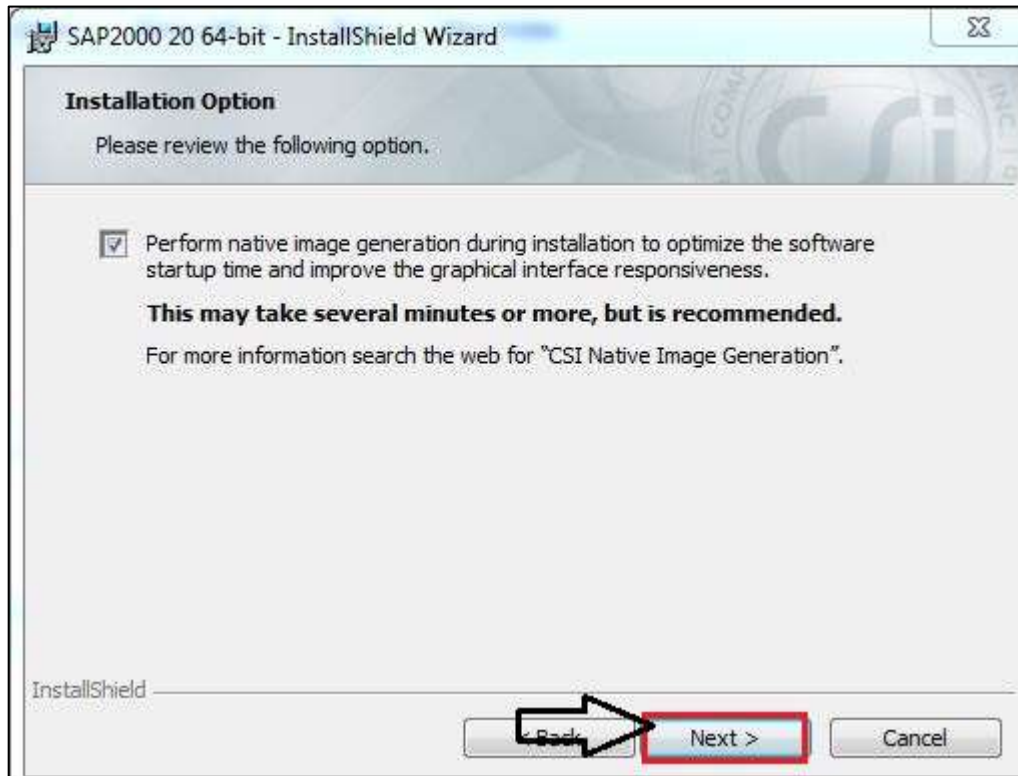 SAP2000 20 64-bit - InstallShield Wizard
Installation Option
Please review the following option.
CSi
Perform native image generation during installation to optimize the software
startup time and improve the graphical interface responsiveness.
This may take several minutes or more, but is recommended.
For more information search the web for "CSI Native Image Generation".
InstallShield
< Back
Next >
Cancel